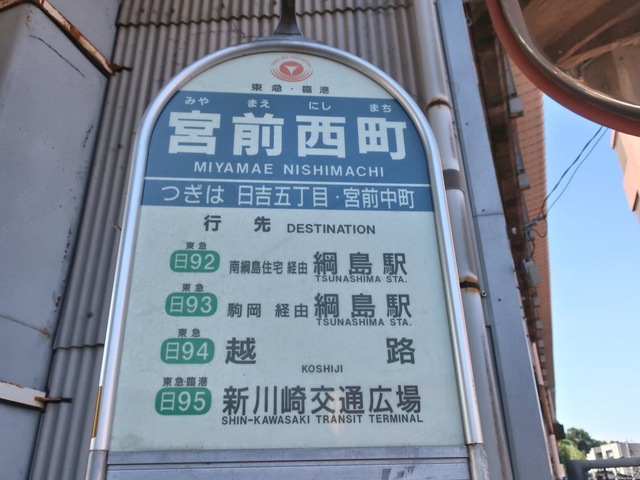 東急・臨港
みや まえ にし まち
宮前西町
MIYAMAE NISHIMACHI
つぎは 日吉五丁目・宮前中町
行先 DESTINATION
東急
日92 南綱島住宅 経由 綱島駅
TSUNASHIMA STA.
東急
日93 駒岡 経由 綱島駅
TSUNASHIMA STA.
東急
日94 越路
KOSHIJI
東急・臨港
日95 新川崎交通広場
SHIN-KAWASAKI TRANSIT TERMINAL